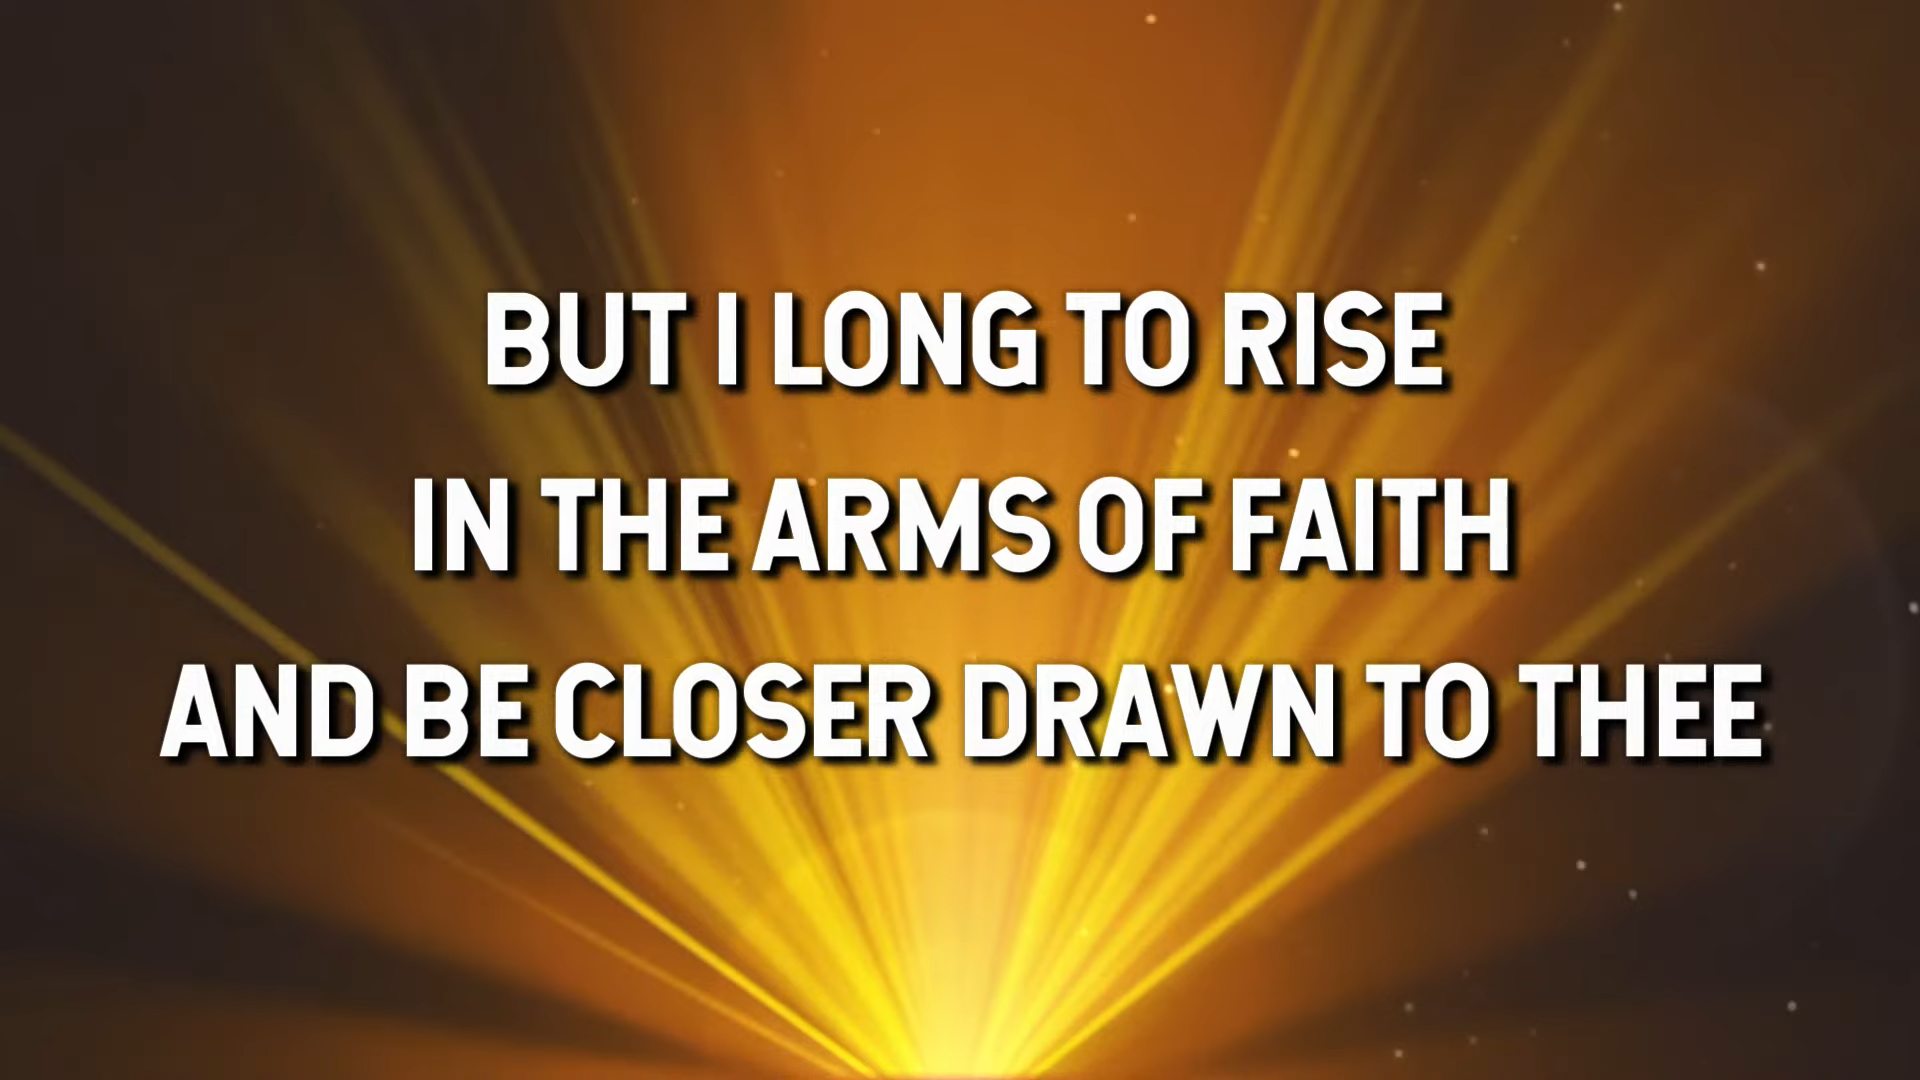 BUT I LONG TO RISE
IN THE ARMS OF FAITH
AND BE CLOSER DRAWN TO THEE